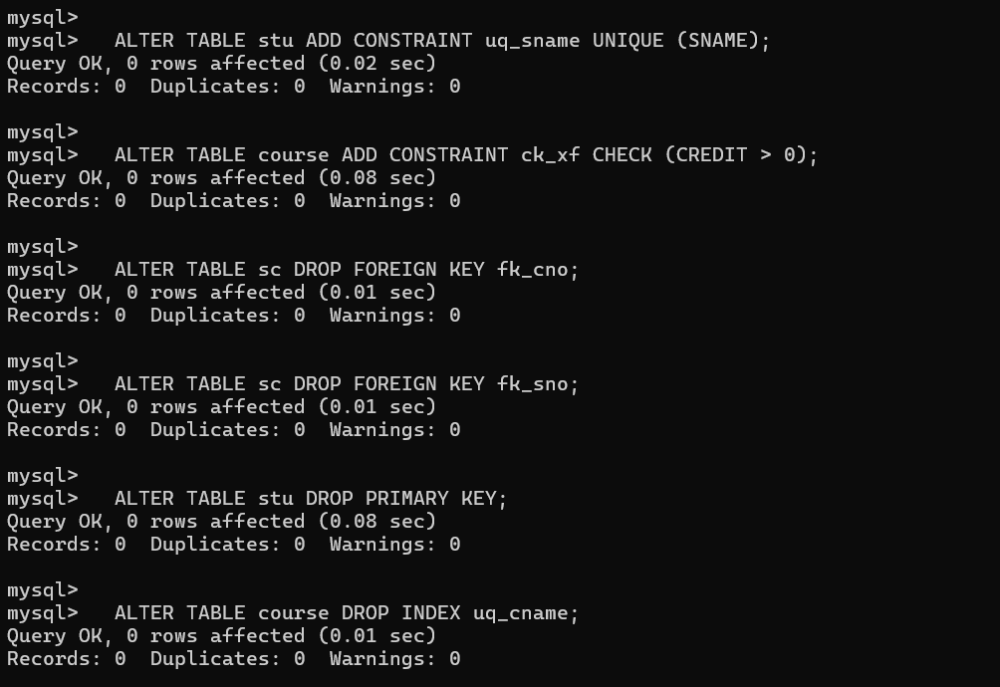 mysql>
mysql>   ALTER TABLE stu ADD CONSTRAINT uq_sname UNIQUE (SNAME);
Query OK, 0 rows affected (0.02 sec)
Records: 0  Duplicates: 0  Warnings: 0

mysql>
mysql>   ALTER TABLE course ADD CONSTRAINT ck_xf CHECK (CREDIT > 0);
Query OK, 0 rows affected (0.08 sec)
Records: 0  Duplicates: 0  Warnings: 0

mysql>
mysql>   ALTER TABLE sc DROP FOREIGN KEY fk_cno;
Query OK, 0 rows affected (0.01 sec)
Records: 0  Duplicates: 0  Warnings: 0

mysql>
mysql>   ALTER TABLE sc DROP FOREIGN KEY fk_sno;
Query OK, 0 rows affected (0.01 sec)
Records: 0  Duplicates: 0  Warnings: 0

mysql>
mysql>   ALTER TABLE stu DROP PRIMARY KEY;
Query OK, 0 rows affected (0.08 sec)
Records: 0  Duplicates: 0  Warnings: 0

mysql>
mysql>   ALTER TABLE course DROP INDEX uq_cname;
Query OK, 0 rows affected (0.01 sec)
Records: 0  Duplicates: 0  Warnings: 0